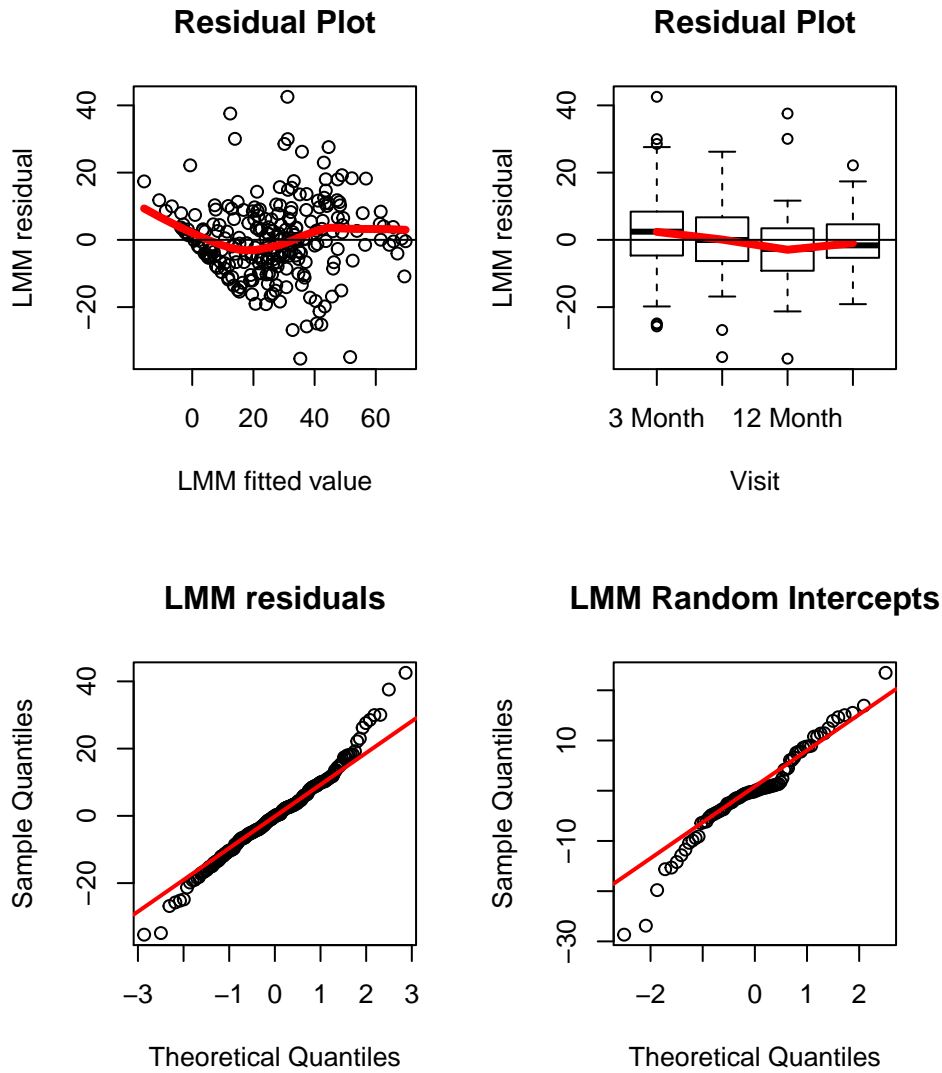 Residual Plot
LMM residual
40
20
0
−20
0
20
40
60
LMM fitted value
Residual Plot
LMM residual
40
20
0
−20
3 Month
12 Month
Visit
LMM residuals
Sample Quantiles
40
20
0
−20
−3
−1
0
1
2
3
Theoretical Quantiles
LMM Random Intercepts
Sample Quantiles
10
−10
−30
−2
0
1
2
Theoretical Quantiles